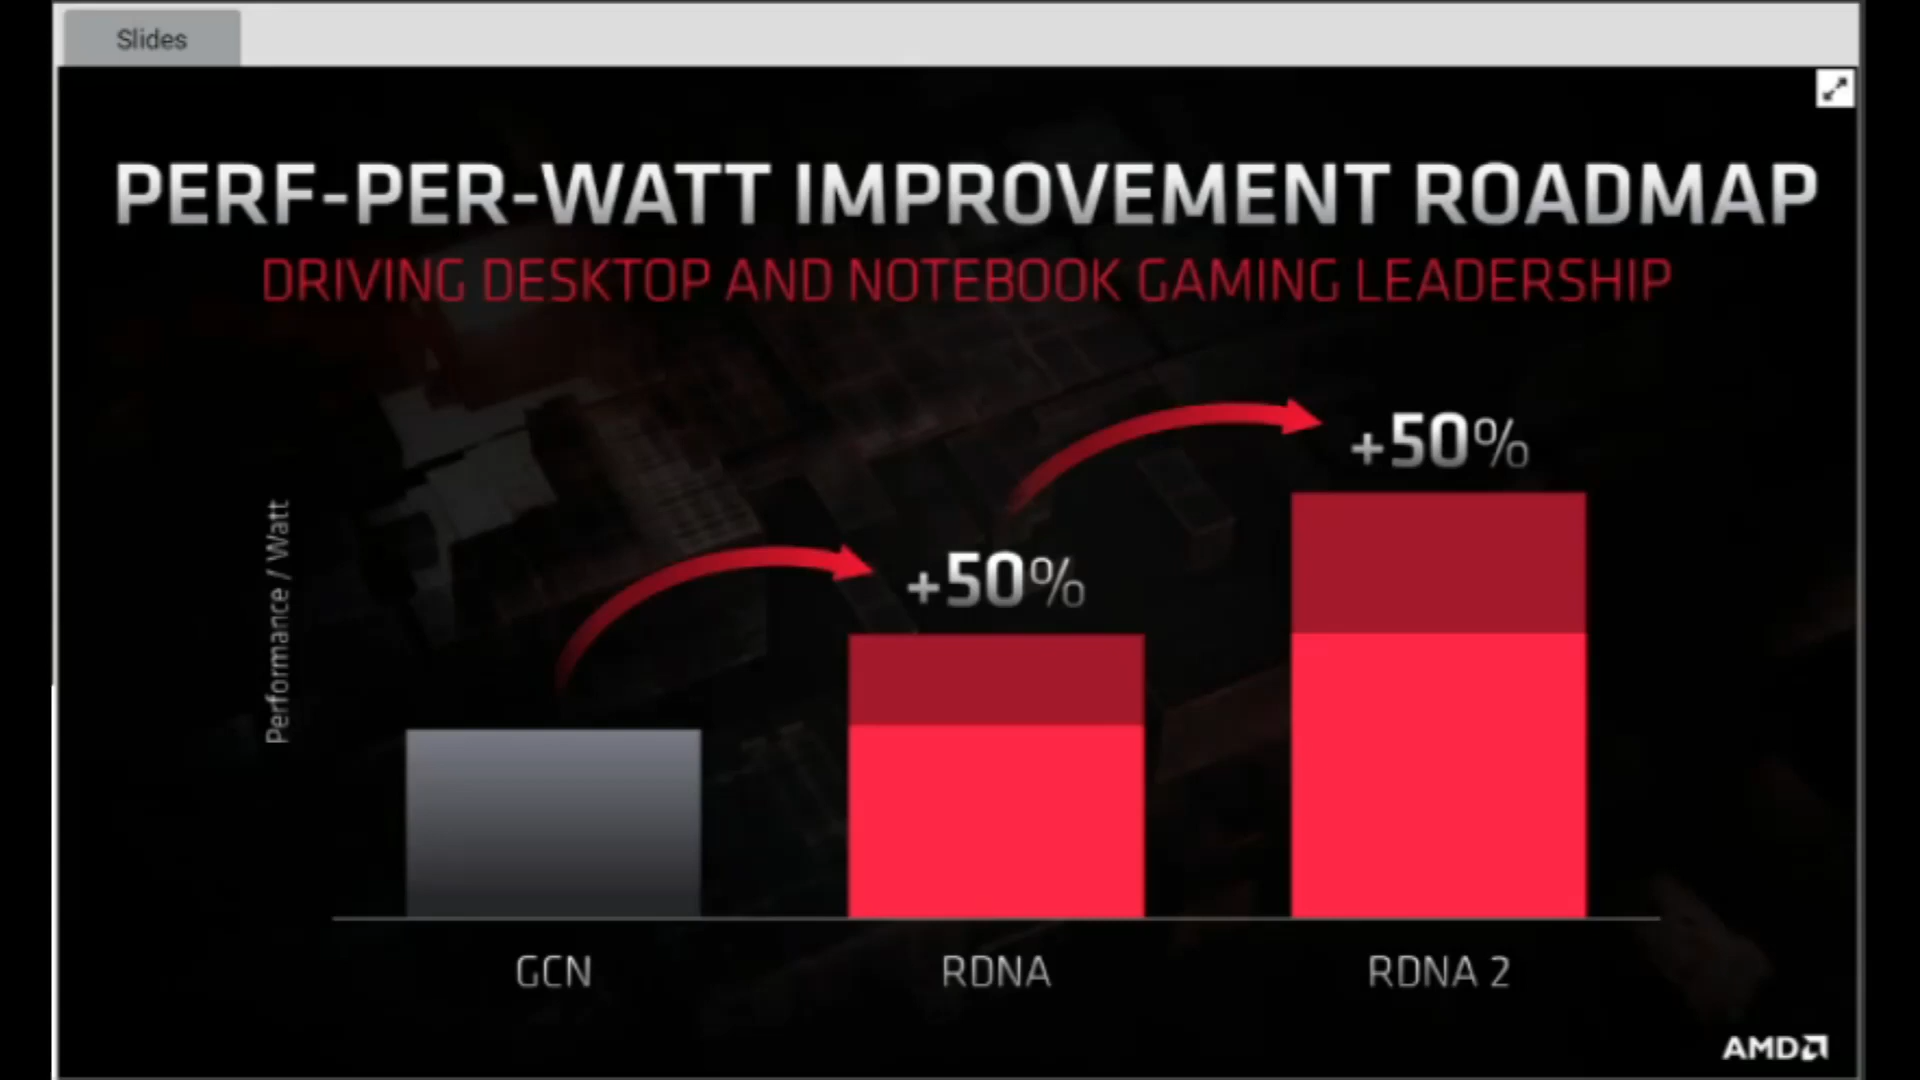 Slides
PERF-PER-WATT IMPROVEMENT ROADMAP
DRIVING DESKTOP AND NOTEBOOK GAMING LEADERSHIP
+50%
+50%
Performance / Watt
GCN
RDNA
RDNA 2
AMD